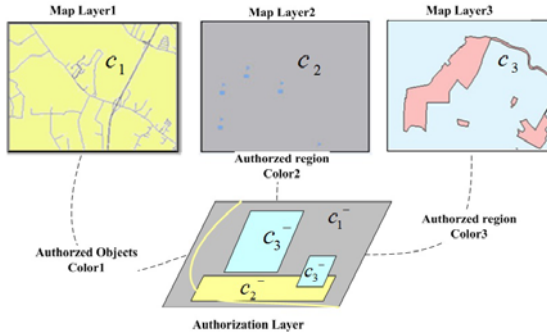 Map Layer1
Map Layer2
Map Layer3
c₁
c₂
c₃
Authorzed region
Color2
Authorzed region
Color3
Authorzed Objects
Color1
c₁⁻
c₃⁻
c₃⁻
c₂⁻
Authorization Layer